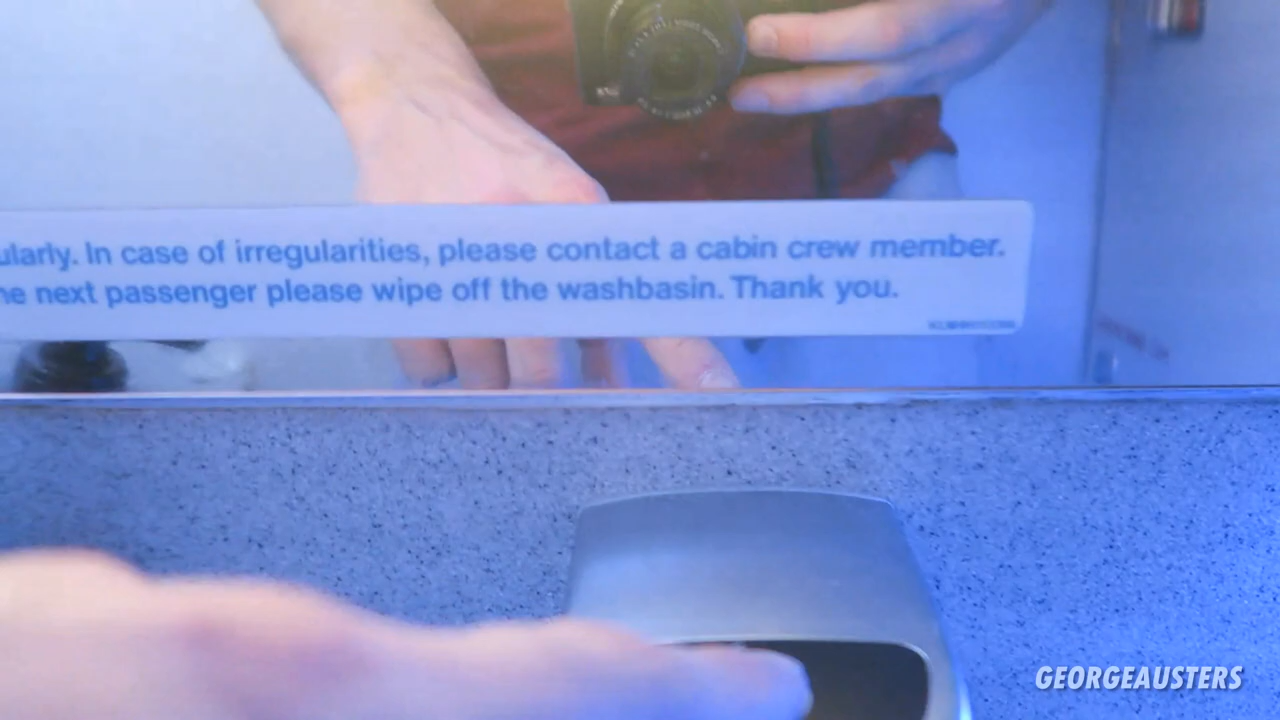 ularly. In case of irregularities, please contact a cabin crew member.
he next passenger please wipe off the washbasin. Thank you.
GEORGEAUSTERS